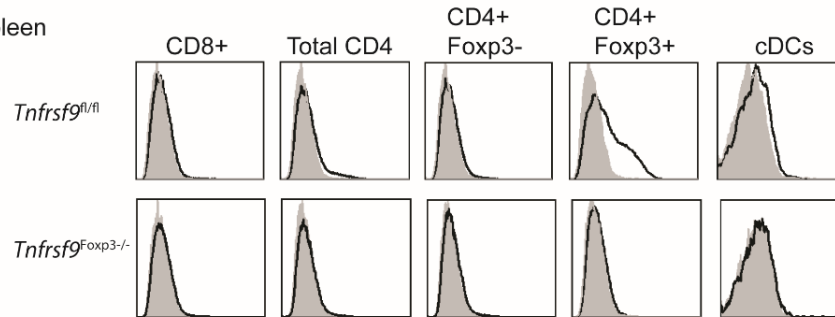 leen
CD8+
Total CD4
CD4+
Foxp3-
CD4+
Foxp3+
cDCs
Tnfrsf9fl/fl
Tnfrsf9Foxp3-/-